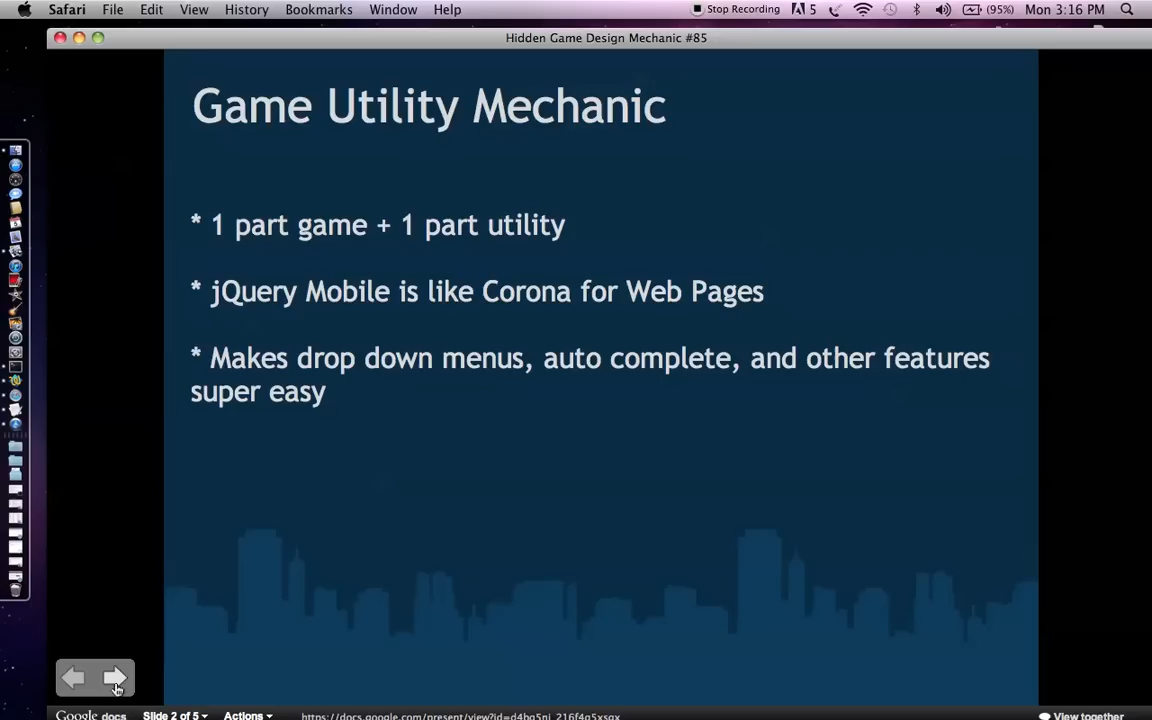 Safari File Edit View History Bookmarks Window Help Stop Recording 5 (95%) Mon 3:16 PM
Hidden Game Design Mechanic #85
Game Utility Mechanic
* 1 part game + 1 part utility
* jQuery Mobile is like Corona for Web Pages
* Makes drop down menus, auto complete, and other features
super easy
Google docs Slide 2 of 5 Actions View together